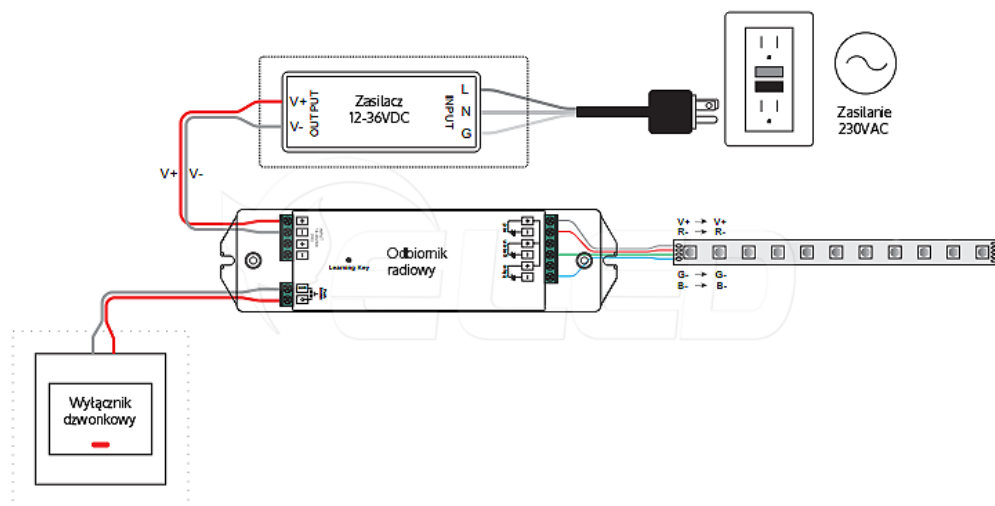 Zasilacz
12-36VDC
V+
V-
OUTPUT
INPUT
L
N
G
Zasilanie
230VAC
V+
V-
Odbiornik
radiowy
Learning Key
V+ → V+
R- → R-
G- → G-
B- → B-
Wyłącznik
dzwonkowy